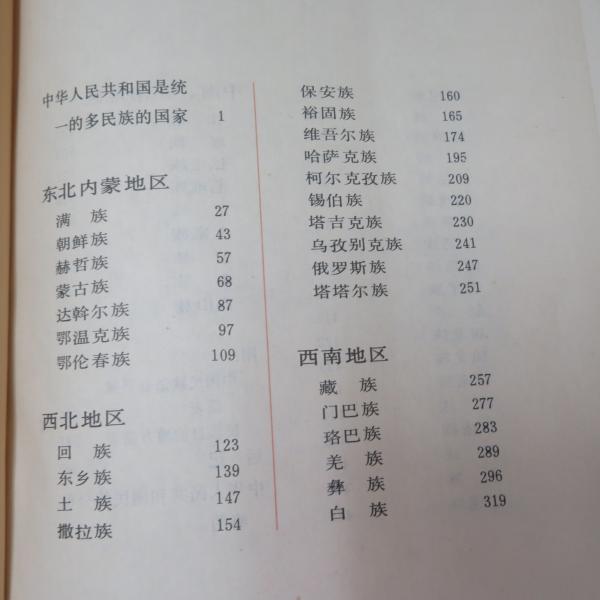 中华人民共和国是统
一的多民族的国家 1
东北内蒙地区
满 族 27
朝鲜族 43
赫哲族 57
蒙古族 68
达斡尔族 87
鄂温克族 97
鄂伦春族 109
西北地区
回 族 123
东乡族 139
土 族 147
撒拉族 154
保安族 160
裕固族 165
维吾尔族 174
哈萨克族 195
柯尔克孜族 209
锡伯族 220
塔吉克族 230
乌孜别克族 241
俄罗斯族 247
塔塔尔族 251
西南地区
藏 族 257
门巴族 277
珞巴族 283
羌 族 289
彝 族 296
白 族 319